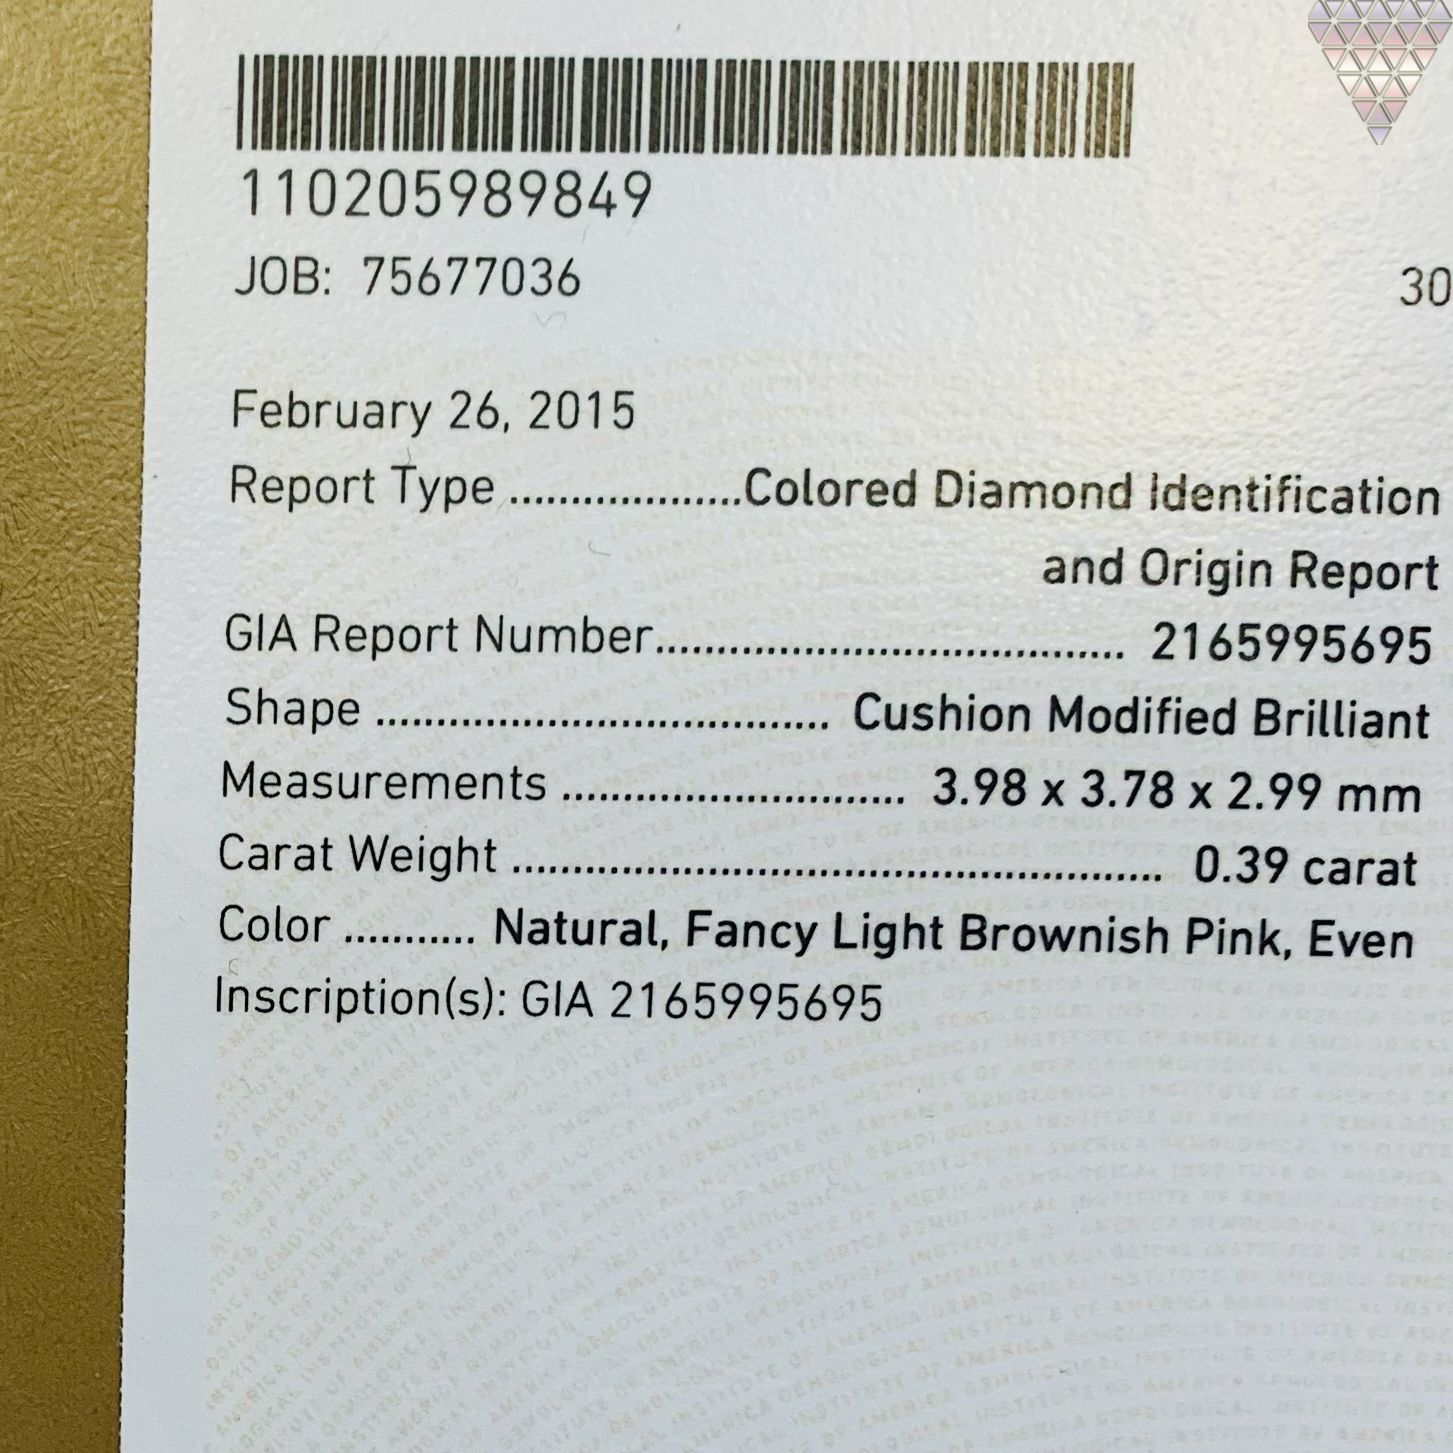 110205989849
JOB: 75677036
30
February 26, 2015
Report Type ...................Colored Diamond Identification
and Origin Report
GIA Report Number....................................... 2165995695
Shape ..................................... Cushion Modified Brilliant
Measurements ............................ 3.98 x 3.78 x 2.99 mm
Carat Weight ..................................................... 0.39 carat
Color ........... Natural, Fancy Light Brownish Pink, Even
Inscription(s): GIA 2165995695